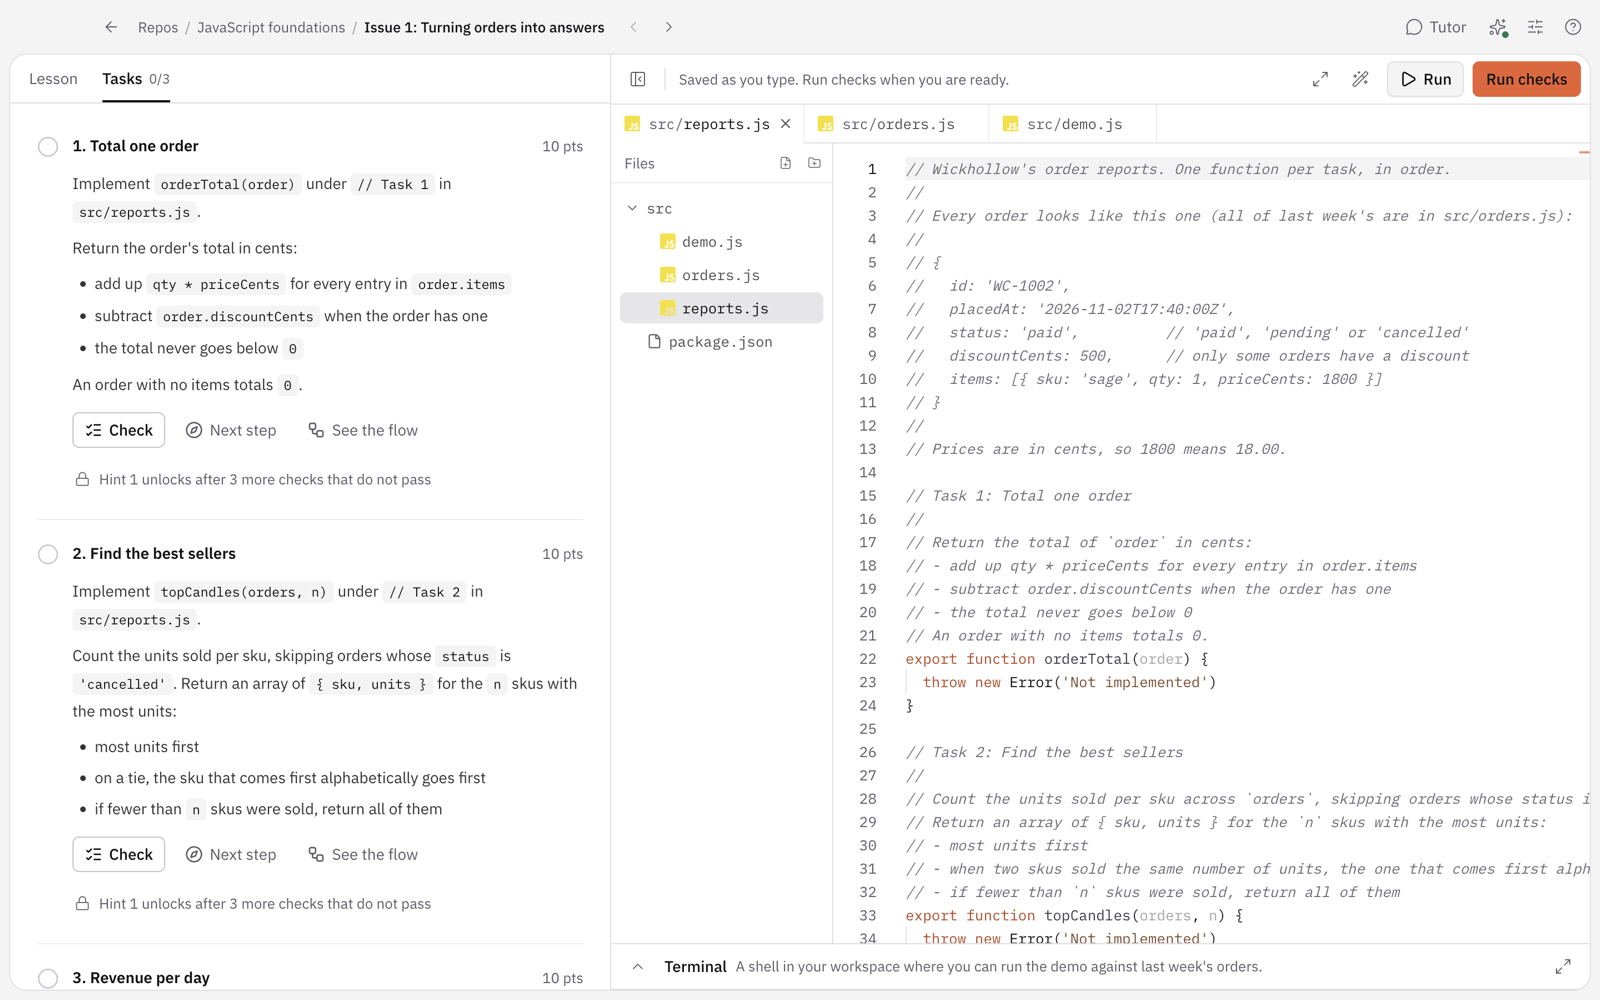 Repos / JavaScript foundations / Issue 1: Turning orders into answers
Tutor
Lesson
Tasks 0/3
1. Total one order
10 pts
Implement orderTotal(order) under // Task 1 in
src/reports.js .
Return the order's total in cents:
• add up qty * priceCents for every entry in order.items
• subtract order.discountCents when the order has one
• the total never goes below 0
An order with no items totals 0 .
Check
Next step
See the flow
Hint 1 unlocks after 3 more checks that do not pass
2. Find the best sellers
10 pts
Implement topCandles(orders, n) under // Task 2 in
src/reports.js .
Count the units sold per sku, skipping orders whose status is
'cancelled' . Return an array of { sku, units } for the n skus with
the most units:
• most units first
• on a tie, the sku that comes first alphabetically goes first
• if fewer than n skus were sold, return all of them
Check
Next step
See the flow
Hint 1 unlocks after 3 more checks that do not pass
3. Revenue per day
10 pts
Saved as you type. Run checks when you are ready.
Run
Run checks
JS src/reports.js
JS src/orders.js
JS src/demo.js
Files
src
JS demo.js
JS orders.js
JS reports.js
package.json
1 // Wickhollow's order reports. One function per task, in order.
2 //
3 // Every order looks like this one (all of last week's are in src/orders.js):
4 //
5 // {
6 //   id: 'WC-1002',
7 //   placedAt: '2026-11-02T17:40:00Z',
8 //   status: 'paid',          // 'paid', 'pending' or 'cancelled'
9 //   discountCents: 500,      // only some orders have a discount
10 //   items: [{ sku: 'sage', qty: 1, priceCents: 1800 }]
11 // }
12 //
13 // Prices are in cents, so 1800 means 18.00.
14
15 // Task 1: Total one order
16 //
17 // Return the total of `order` in cents:
18 // - add up qty * priceCents for every entry in order.items
19 // - subtract order.discountCents when the order has one
20 // - the total never goes below 0
21 // An order with no items totals 0.
22 export function orderTotal(order) {
23   throw new Error('Not implemented')
24 }
25
26 // Task 2: Find the best sellers
27 //
28 // Count the units sold per sku across `orders`, skipping orders whose status i
29 // Return an array of { sku, units } for the `n` skus with the most units:
30 // - most units first
31 // - when two skus sold the same number of units, the one that comes first alph
32 // - if fewer than `n` skus were sold, return all of them
33 export function topCandles(orders, n) {
34   throw new Error('Not implemented')
Terminal A shell in your workspace where you can run the demo against last week's orders.